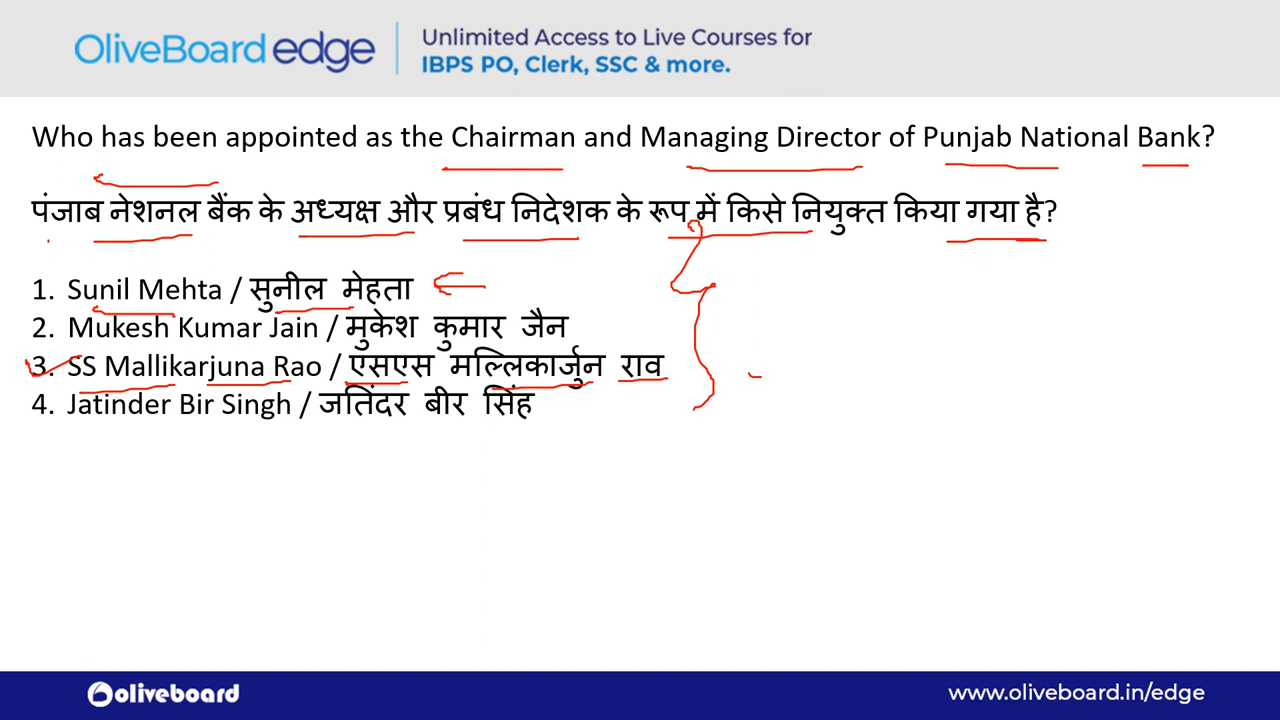 OliveBoard edge
Unlimited Access to Live Courses for
IBPS PO, Clerk, SSC & more.
Who has been appointed as the Chairman and Managing Director of Punjab National Bank?
पंजाब नेशनल बैंक के अध्यक्ष और प्रबंध निदेशक के रूप में किसे नियुक्त किया गया है?
1. Sunil Mehta / सुनील मेहता
2. Mukesh Kumar Jain / मुकेश कुमार जैन
3. SS Mallikarjuna Rao / एसएस मल्लिकार्जुन राव
4. Jatinder Bir Singh / जतिंदर बीर सिंह
oliveboard
www.oliveboard.in/edge